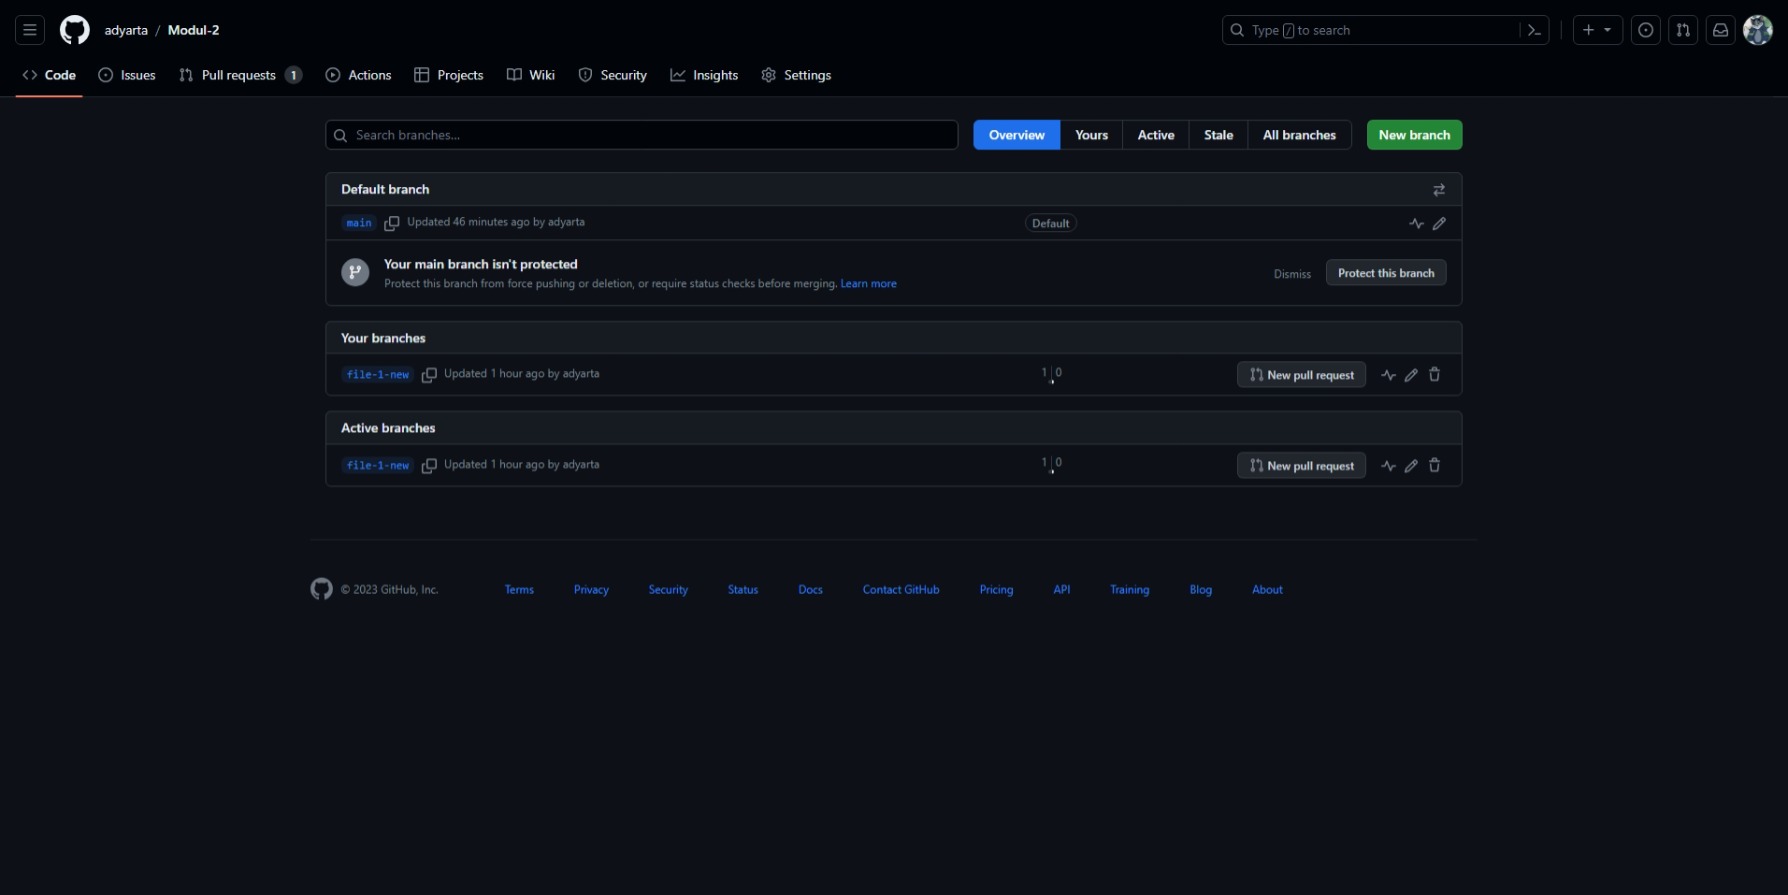 adyarta / Modul-2
Type / to search
Code Issues Pull requests 1 Actions Projects Wiki Security Insights Settings
Search branches...
Overview Yours Active Stale All branches New branch
Default branch
main Updated 46 minutes ago by adyarta Default
Your main branch isn't protected
Protect this branch from force pushing or deletion, or require status checks before merging. Learn more
Dismiss Protect this branch
Your branches
file-1-new Updated 1 hour ago by adyarta 1 0 New pull request
Active branches
file-1-new Updated 1 hour ago by adyarta 1 0 New pull request
© 2023 GitHub, Inc. Terms Privacy Security Status Docs Contact GitHub Pricing API Training Blog About